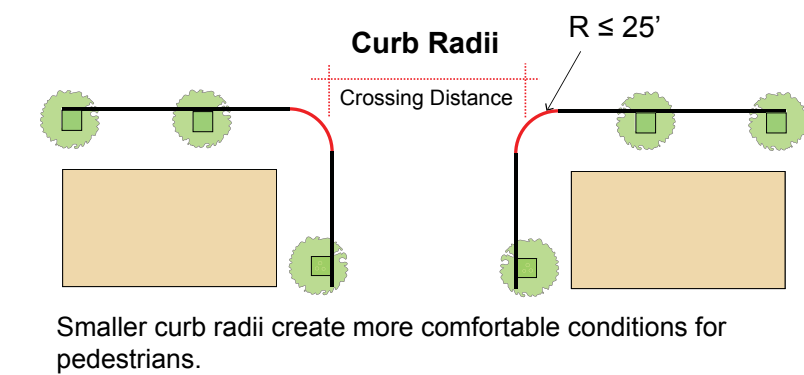 R ≤ 25’
Curb Radii
Crossing Distance
Smaller curb radii create more comfortable conditions for
pedestrians.